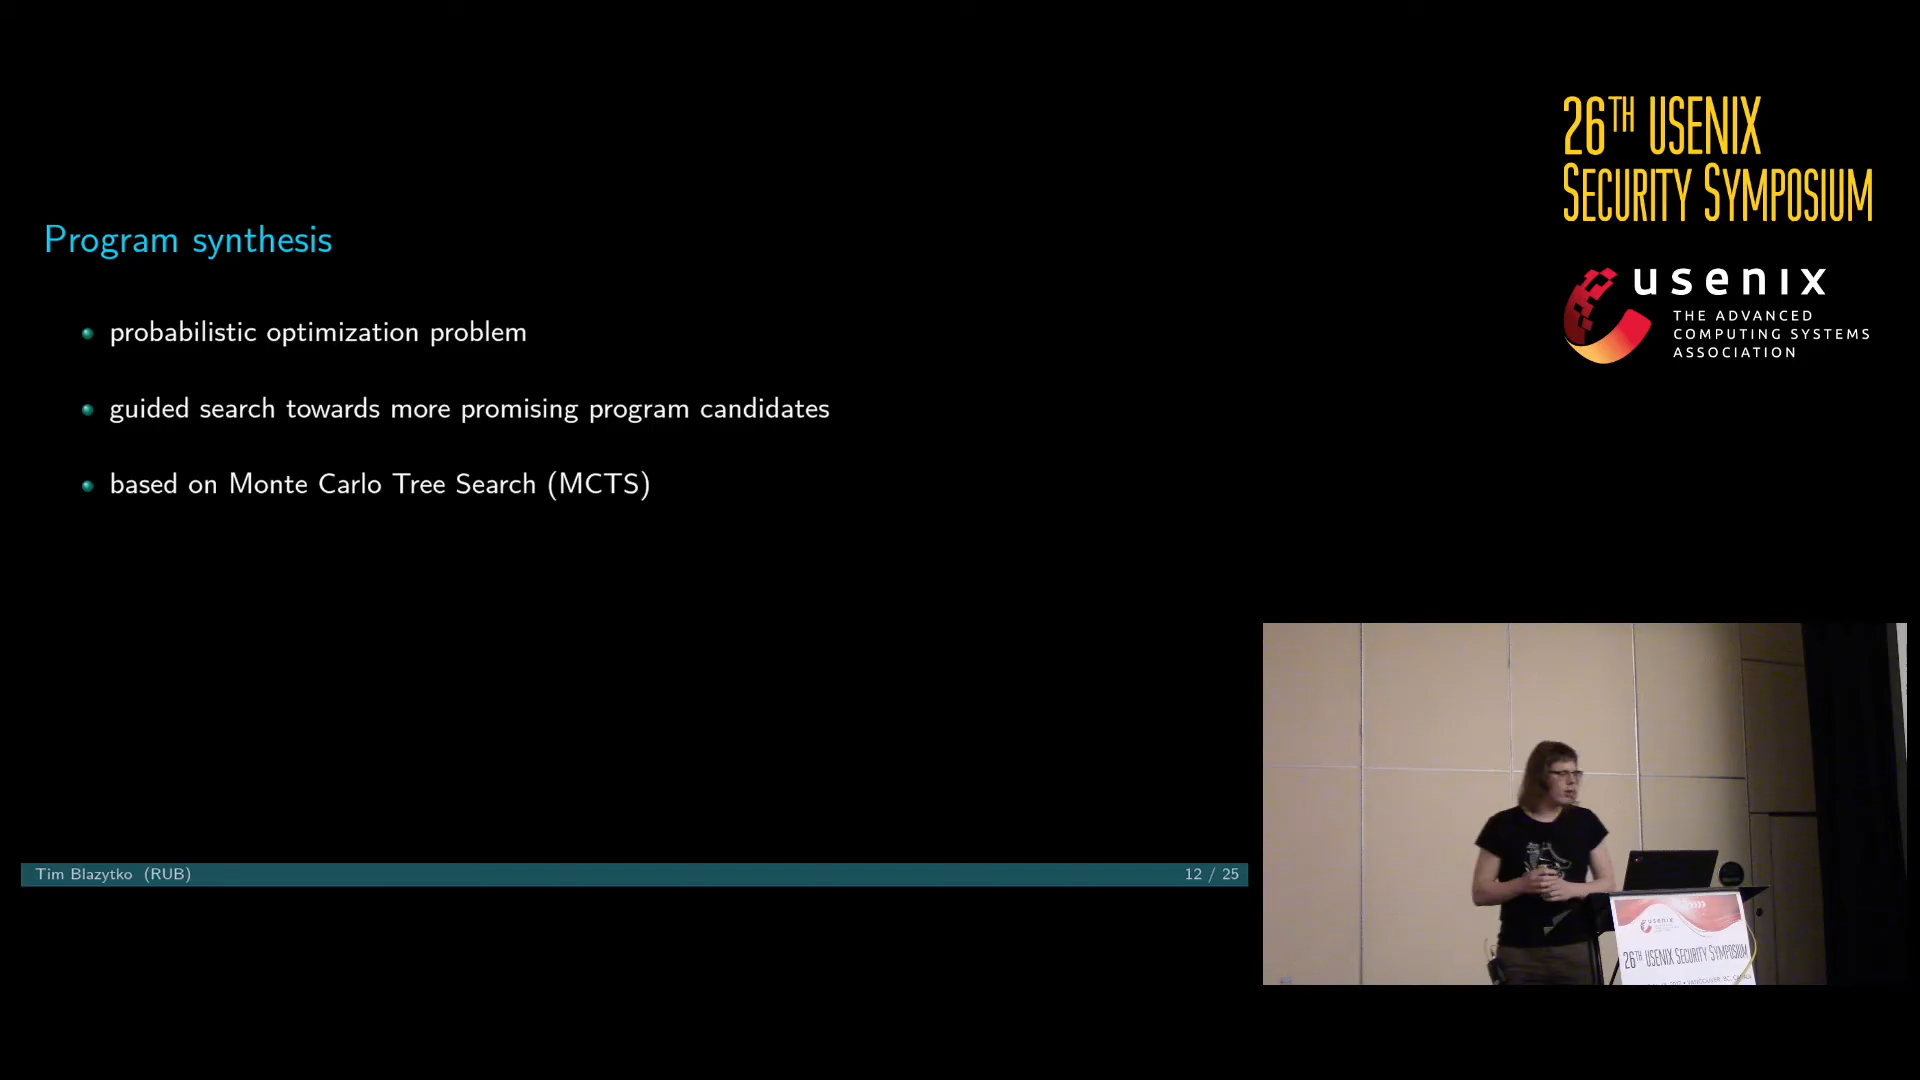 26TH USENIX
SECURITY SYMPOSIUM
usenix
THE ADVANCED
COMPUTING SYSTEMS
ASSOCIATION
Program synthesis
probabilistic optimization problem
guided search towards more promising program candidates
based on Monte Carlo Tree Search (MCTS)
Tim Blazytko (RUB)
12 / 25
usenix
26TH USENIX SECURITY SYMPOSIUM